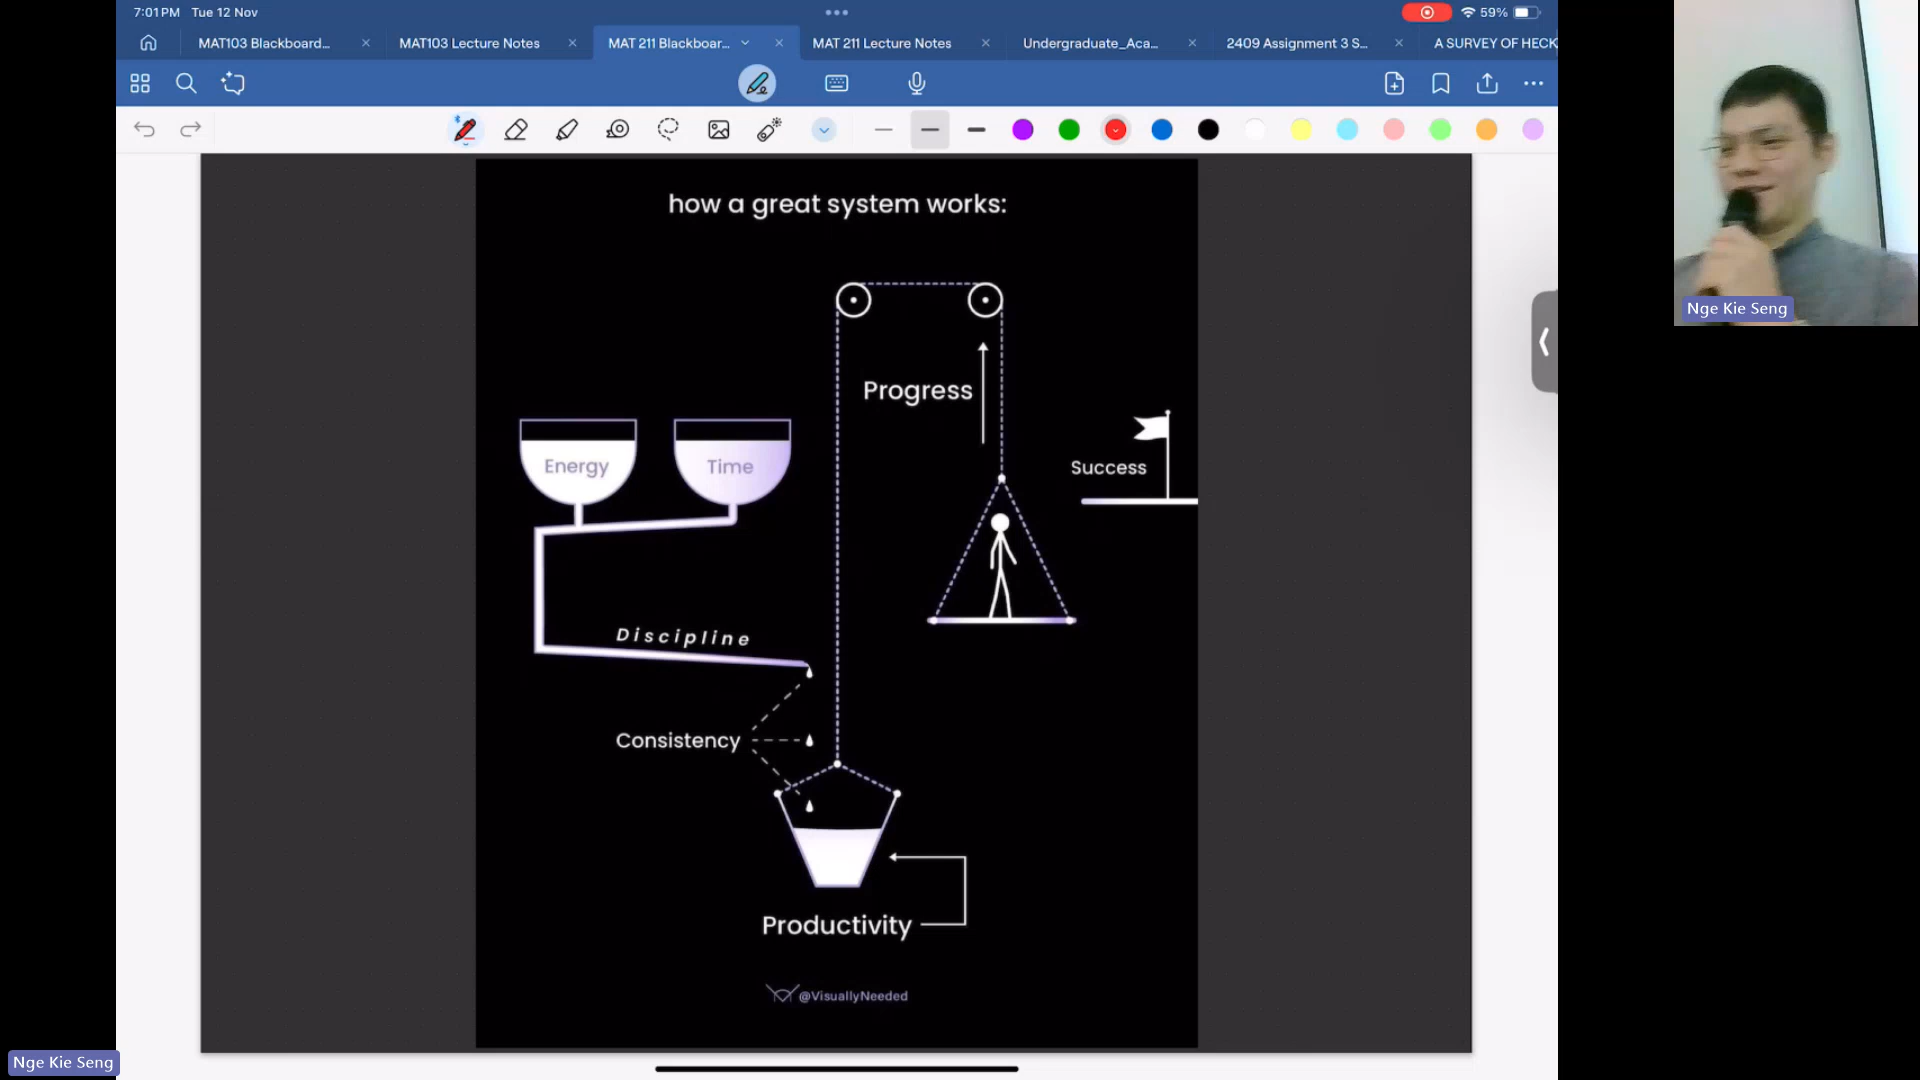 7:01 PM Tue 12 Nov
59%
MAT103 Blackboard...
MAT103 Lecture Notes
MAT 211 Blackboar...
MAT 211 Lecture Notes
Undergraduate_Aca...
2409 Assignment 3 S...
A SURVEY OF HECK
how a great system works:
Progress
Energy
Time
Success
Discipline
Consistency
Productivity
@VisuallyNeeded
Nge Kie Seng
Nge Kie Seng